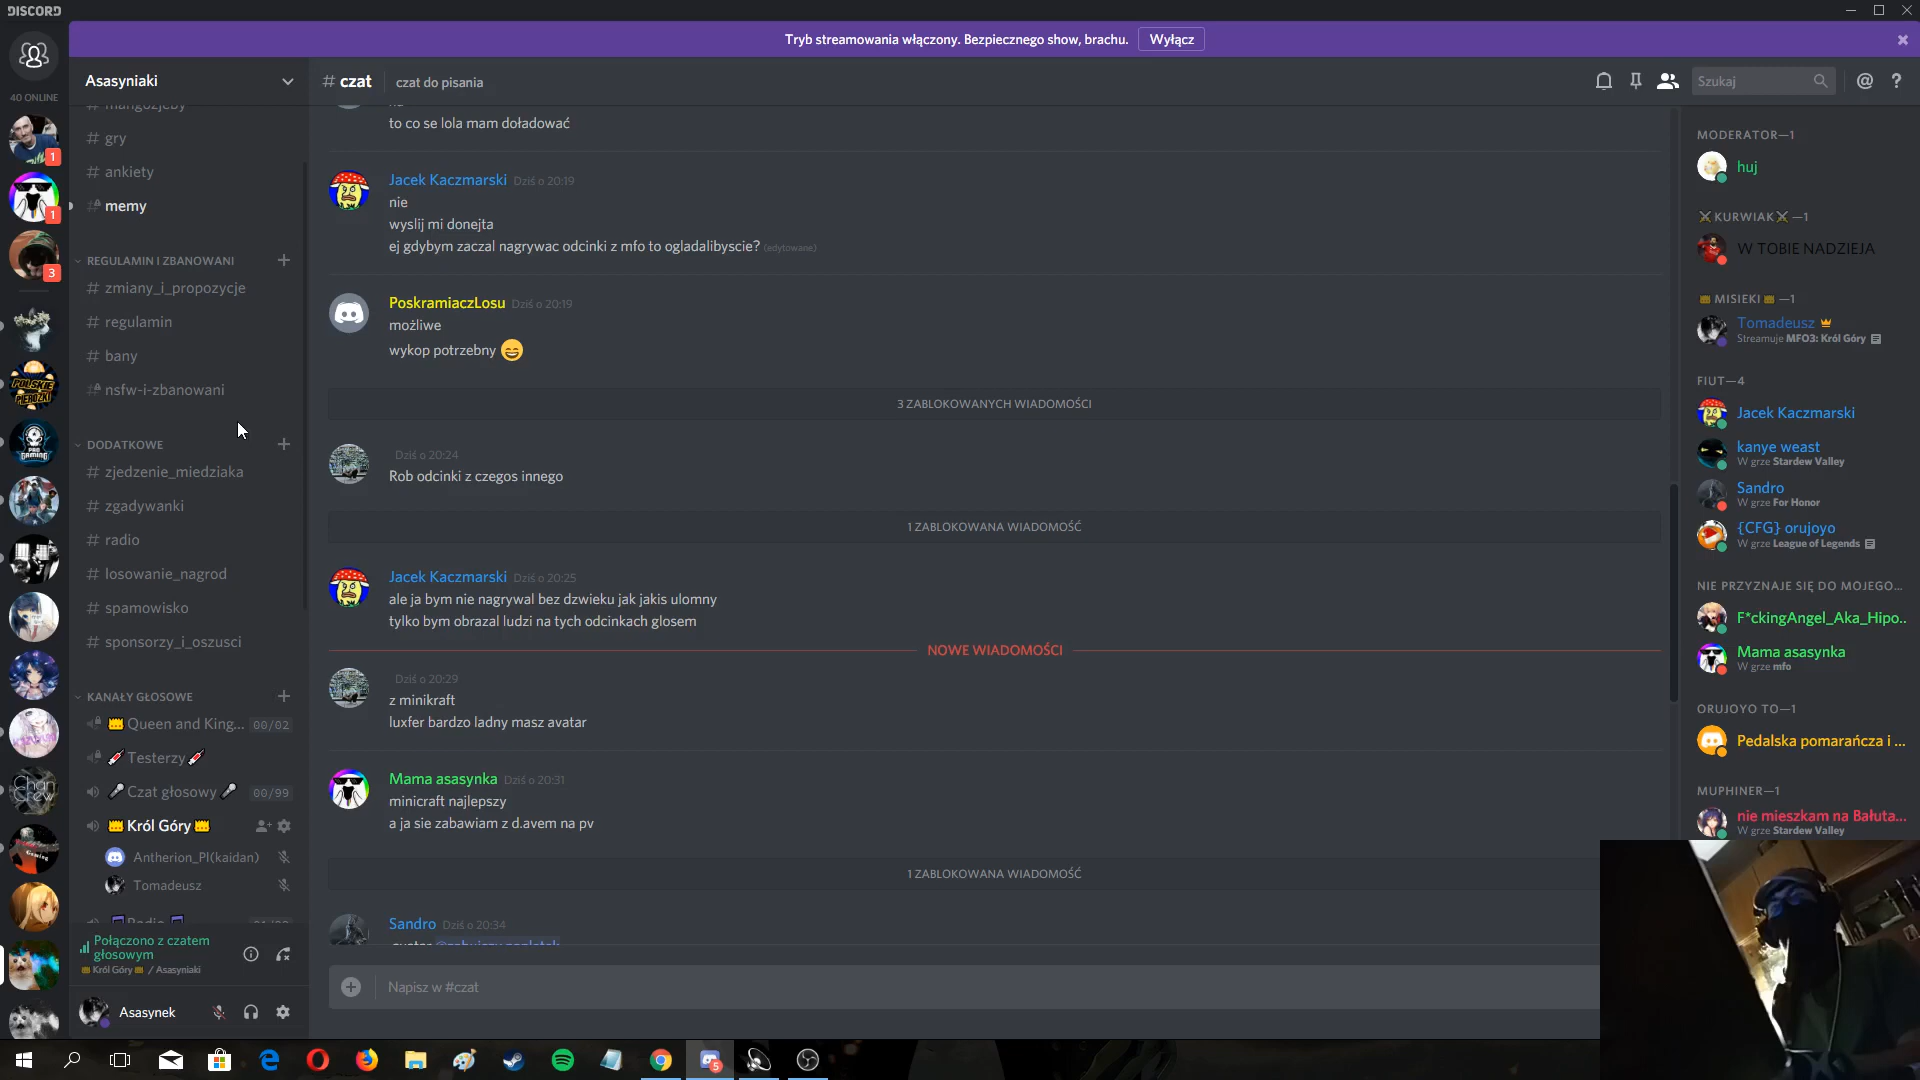 DISCORD
Tryb streamowania włączony. Bezpiecznego show, brachu.
Wyłącz
40 ONLINE
1
1
3
POLSKIE
PIEROZKI
PRO
GAMING
Chan
Crew
Asasyniaki
gry
ankiety
memy
REGULAMIN I ZBANOWANI
zmiany_i_propozycje
regulamin
bany
nsfw-i-zbanowani
DODATKOWE
zjedzenie_miedziaka
zgadywanki
radio
losowanie_nagrod
spamowisko
sponsorzy_i_oszusci
KANAŁY GŁOSOWE
Queen and King... 00/02
Testerzy
Czat głosowy 00/99
Król Góry
Antherion_Pl(kaidan)
Tomadeusz
Połączono z czatem
głosowym
Król Góry / Asasyniaki
Asasynek
# czat
czat do pisania
Szukaj
to co se lola mam doładować
Jacek Kaczmarski Dziś o 20:19
nie
wyslij mi donejta
ej gdybym zaczal nagrywac odcinki z mfo to ogladalibyscie? (edytowane)
PoskramiaczLosu Dziś o 20:19
możliwe
wykop potrzebny
3 ZABLOKOWANYCH WIADOMOŚCI
Dziś o 20:24
Rob odcinki z czegos innego
1 ZABLOKOWANA WIADOMOŚĆ
Jacek Kaczmarski Dziś o 20:25
ale ja bym nie nagrywal bez dzwieku jak jakis ulomny
tylko bym obrazal ludzi na tych odcinkach glosem
NOWE WIADOMOŚCI
Dziś o 20:29
z minikraft
luxfer bardzo ladny masz avatar
Mama asasynka Dziś o 20:31
minicraft najlepszy
a ja sie zabawiam z d.avem na pv
1 ZABLOKOWANA WIADOMOŚĆ
Sandro Dziś o 20:34
Napisz w #czat
MODERATOR—1
huj
KURWIAK —1
W TOBIE NADZIEJA
MISIEKI —1
Tomadeusz
Streamuje MFO3: Król Góry
FIUT—4
Jacek Kaczmarski
kanye weast
W grze Stardew Valley
Sandro
W grze For Honor
{CFG} orujoyo
W grze League of Legends
NIE PRZYZNAJE SIĘ DO MOJEGO...
F*ckingAngel_Aka_Hipo..
Mama asasynka
W grze mfo
ORUJOYO TO—1
Pedalska pomarańcza i ...
MUPHINER—1
nie mieszkam na Bałuta...
W grze Stardew Valley
5